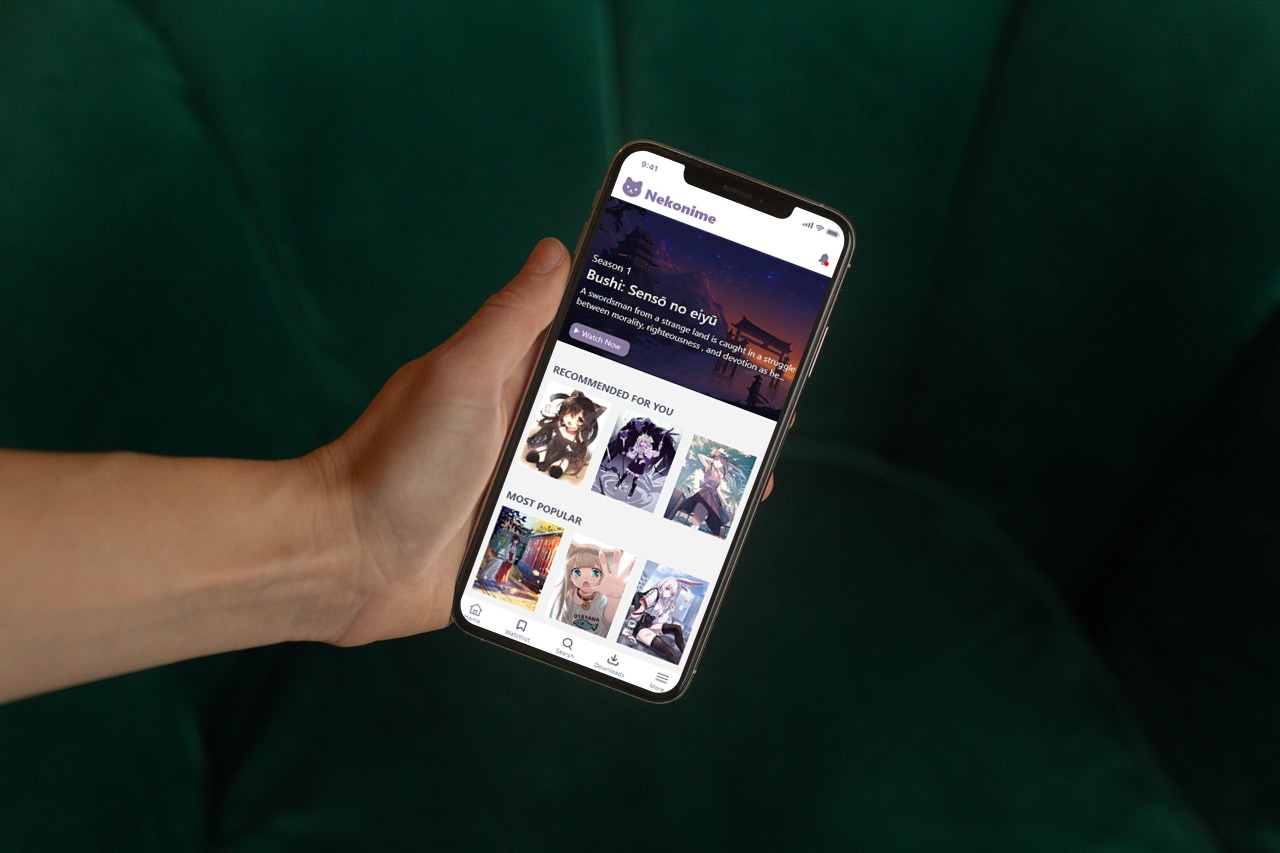 9:41
Nekonime
Season 1
Bushi: Sensō no eiyū
A swordsman from a strange land is caught in a struggle
between morality, righteousness , and devotion as he...
Watch Now
RECOMMENDED FOR YOU
MOST POPULAR
OYAYANA
Home
Watchlist
Search
Downloads
More